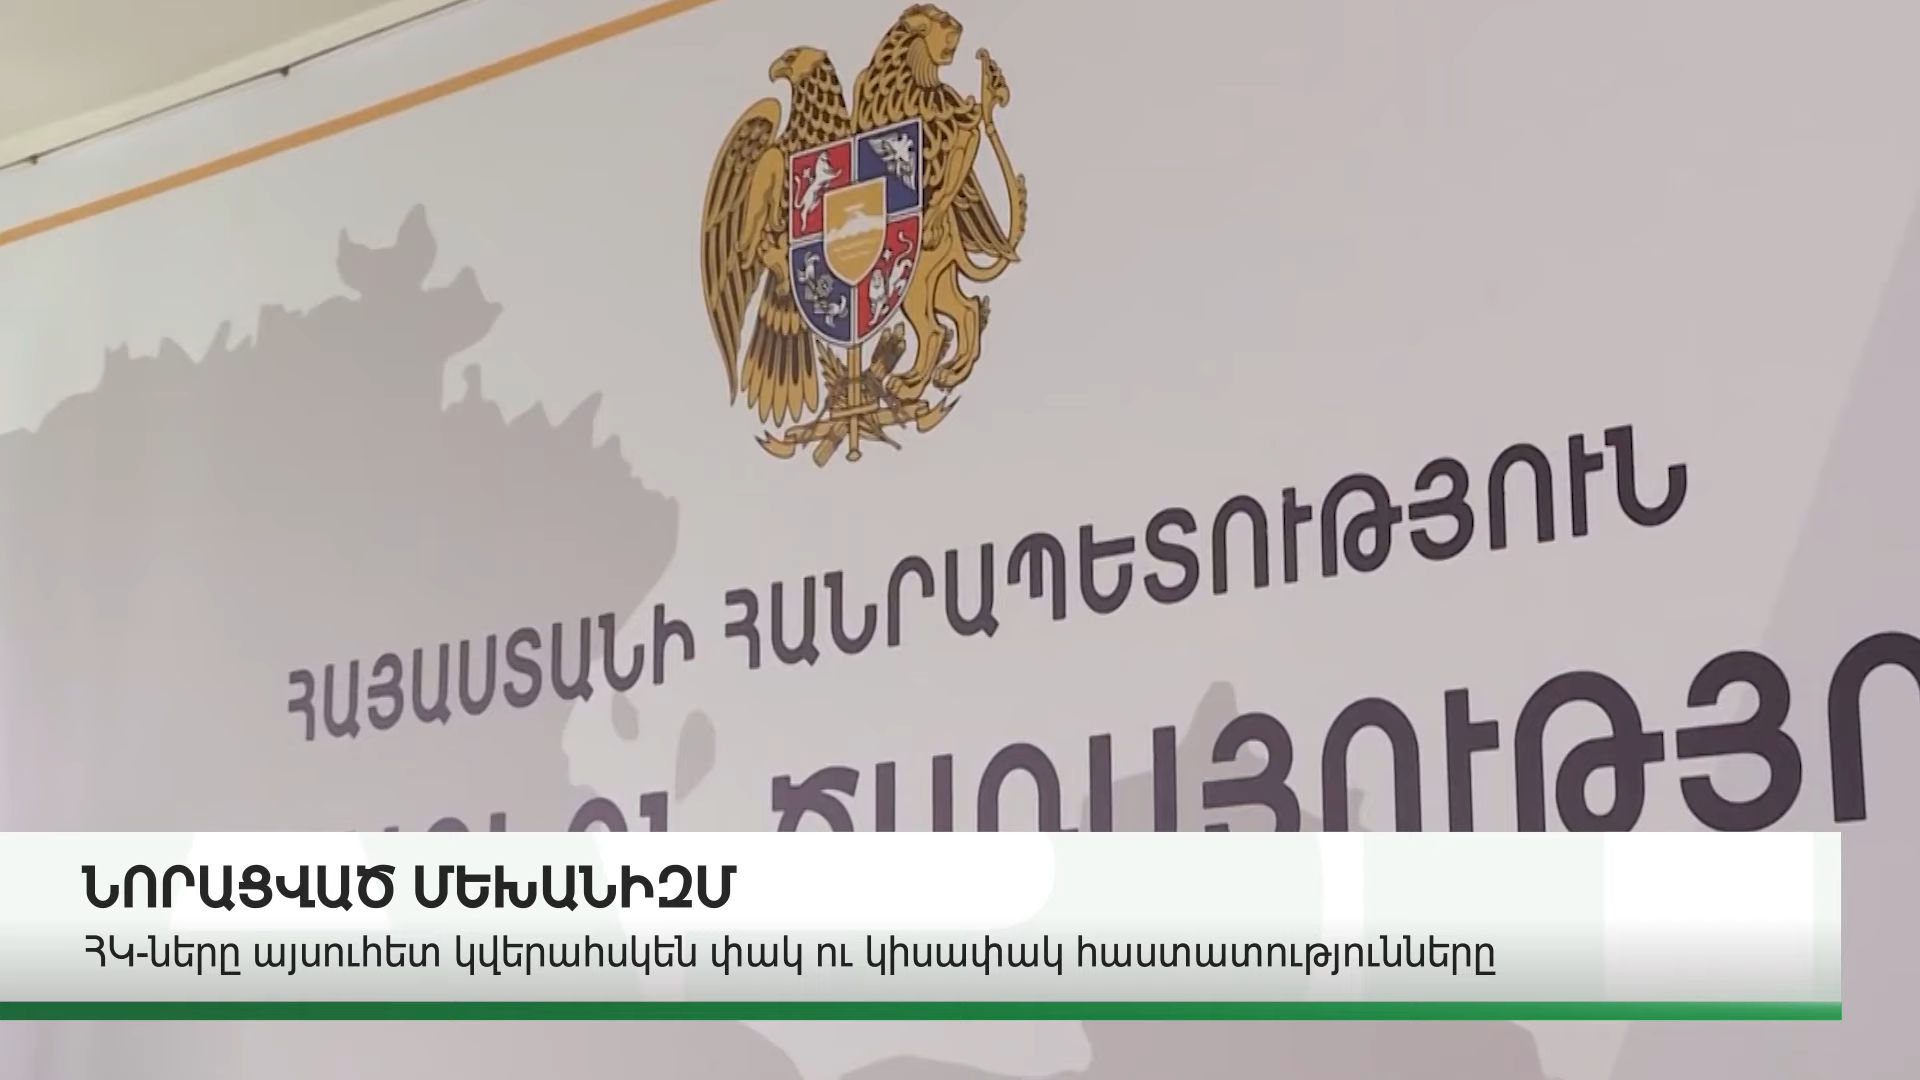 ՀԱՅԱՍՏԱՆԻ ՀԱՆՐԱՊԵՏՈՒԹՅՈՒՆ
ՆՈՐԱՑՎԱԾ ՄԵԽԱՆԻԶՄ
ՀԿ-ները այսուհետ կվերահսկեն փակ ու կիսափակ հաստատությունները